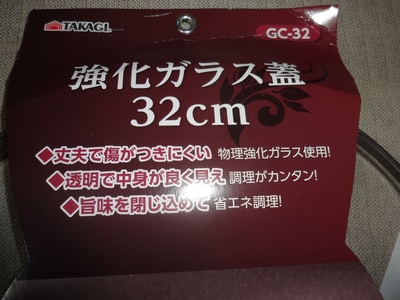 TAKAGI
GC-32
強化ガラス蓋
32cm
◆丈夫で傷がつきにくい 物理強化ガラス使用!
◆透明で中身が良く見え 調理がカンタン!
◆旨味を閉じ込めて 省エネ調理!